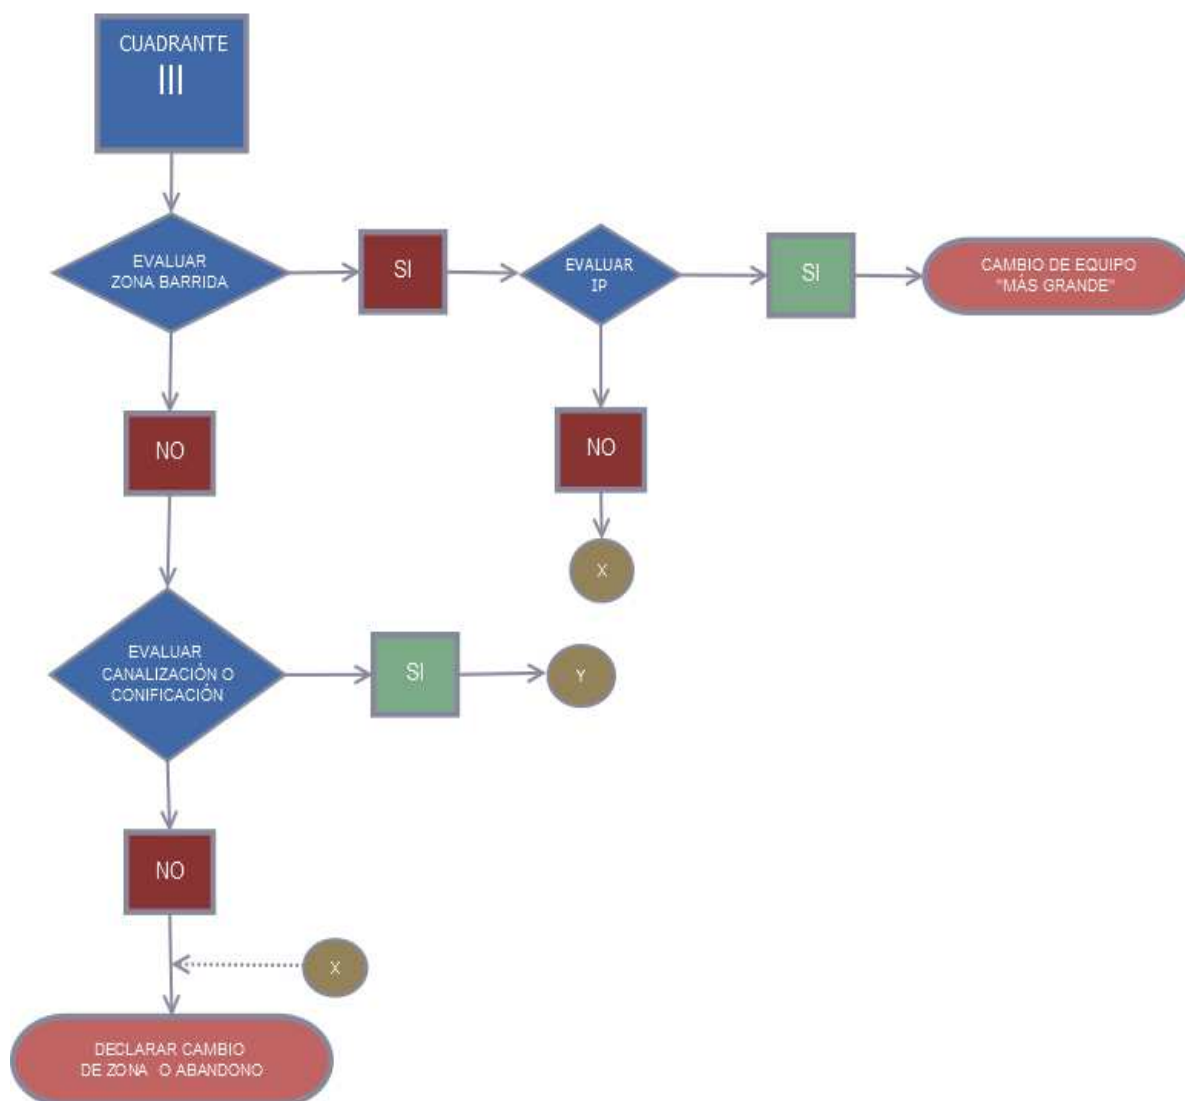 CUADRANTE
III
EVALUAR
ZONA BARRIDA
SI
EVALUAR
IP
SI
CAMBIO DE EQUIPO
"MÁS GRANDE"
NO
NO
X
EVALUAR
CANALIZACIÓN O
CONIFICACIÓN
SI
Y
NO
X
DECLARAR CAMBIO
DE ZONA O ABANDONO